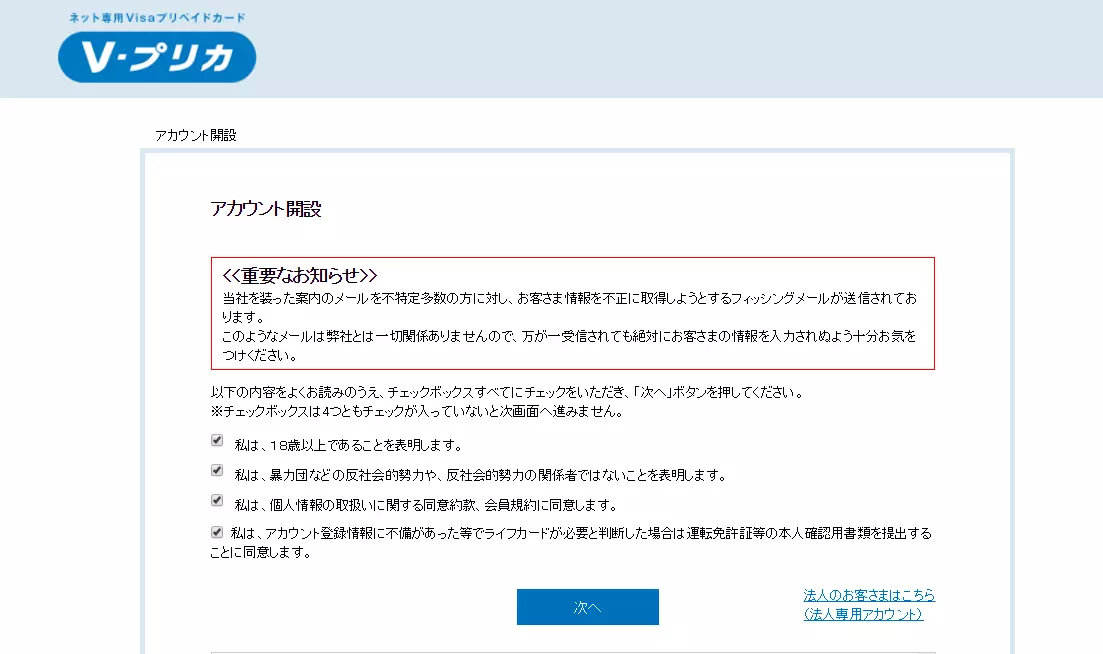 ネット専用Visaプリペイドカード
V・プリカ
アカウント開設
アカウント開設
<<重要なお知らせ>>
当社を装った案内のメールを不特定多数の方に対し、お客さま情報を不正に取得しようとするフィッシングメールが送信されてお
ります。
このようなメールは弊社とは一切関係ありませんので、万が一受信されても絶対にお客さまの情報を入力されぬよう十分お気を
つけください。
以下の内容をよくお読みのうえ、チェックボックスすべてにチェックをいただき、「次へ」ボタンを押してください。
※チェックボックスは4つともチェックが入っていないと次画面へ進みません。
私は、18歳以上であることを表明します。
私は、暴力団などの反社会的勢力や、反社会的勢力の関係者ではないことを表明します。
私は、個人情報の取扱いに関する同意約款、会員規約に同意します。
私は、アカウント登録情報に不備があった等でライフカードが必要と判断した場合は運転免許証等の本人確認用書類を提出する
ことに同意します。
次へ
法人のお客さまはこちら
(法人専用アカウント)